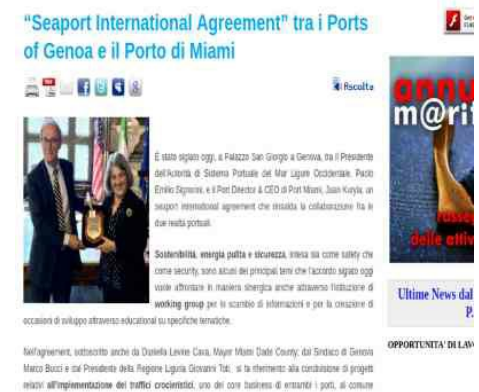 “Seaport International Agreement” tra i Ports
of Genoa e il Porto di Miami
Ascolta
È stato siglato oggi, a Palazzo San Giorgio a Genova, tra il Presidente
dell'Autorità di Sistema Portuale del Mar Ligure Occidentale, Paolo
Emilio Signorini, e il Port Director & CEO di Port Miami, Juan Kuryla, un
seaport international agreement che rinsalda la collaborazione fra le
due realtà portuali.
Sostenibilità, energia pulita e sicurezza, intesa sia come safety che
come security, sono alcuni dei principali temi che l'accordo siglato oggi
vuole affrontare in maniera sinergica anche attraverso l'istituzione di
working group per lo scambio di informazioni e per la creazione di
occasioni di sviluppo attraverso educational su specifiche tematiche.
Nell'agreement, sottoscritto anche da Daniella Levine Cava, Mayor Miami Dade County, dal Sindaco di Genova
Marco Bucci e dal Presidente della Regione Liguria Giovanni Toti, si fa riferimento alla condivisione di progetti
relativi all'implementazione dei traffici crocieristici, uno dei core business di entrambi i porti, al comune
annu
m@rit
rasse
delle attiv
Ultime News dal
P.
OPPORTUNITA' DI LAV